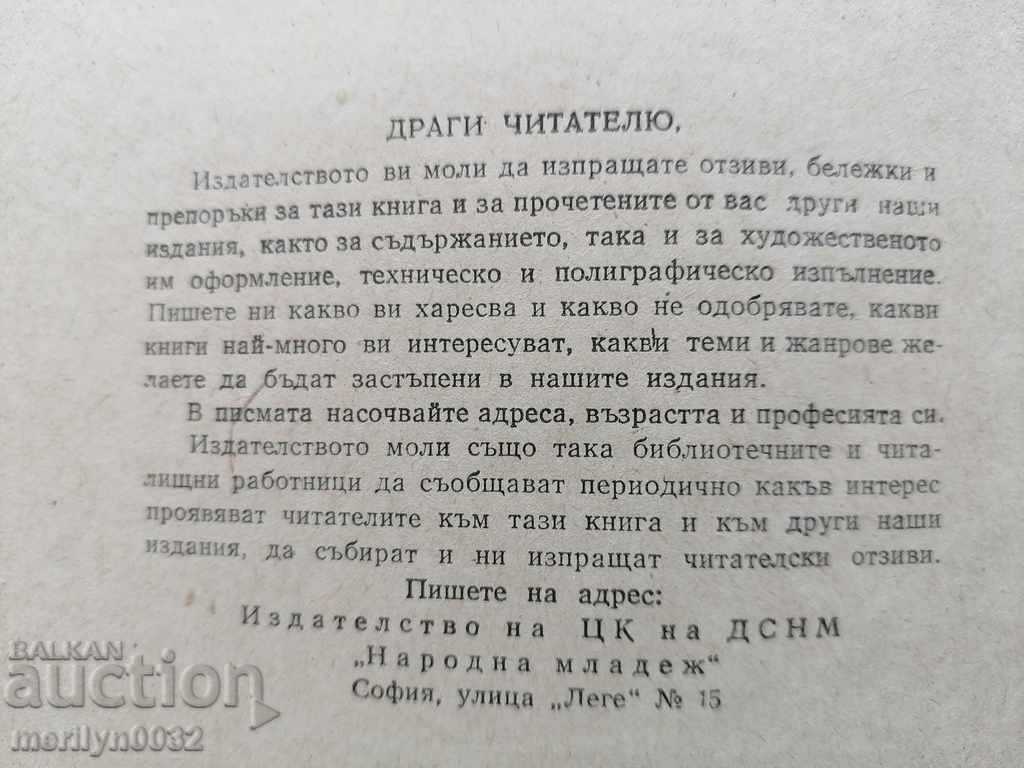 ДРАГИ ЧИТАТЕЛЮ,
Издателството ви моли да изпращате отзиви, бележки и
препоръки за тази книга и за прочетените от вас други наши
издания, както за съдържанието, така и за художественото
им оформление, техническо и полиграфическо изпълнение.
Пишете ни какво ви харесва и какво не одобрявате, какви
книги най-много ви интересуват, какви теми и жанрове же-
лаете да бъдат застъпени в нашите издания.
В писмата насочвайте адреса, възрастта и професията си.
Издателството моли също така библиотечните и чита-
лищни работници да съобщават периодично какъв интерес
проявяват читателите към тази книга и към други наши
издания, да събират и ни изпращат читателски отзиви.
Пишете на адрес:
Издателство на ЦК на ДСНМ
„Народна младеж“
София, улица „Леге“ № 15
BALKAN
auction
merilyn0032